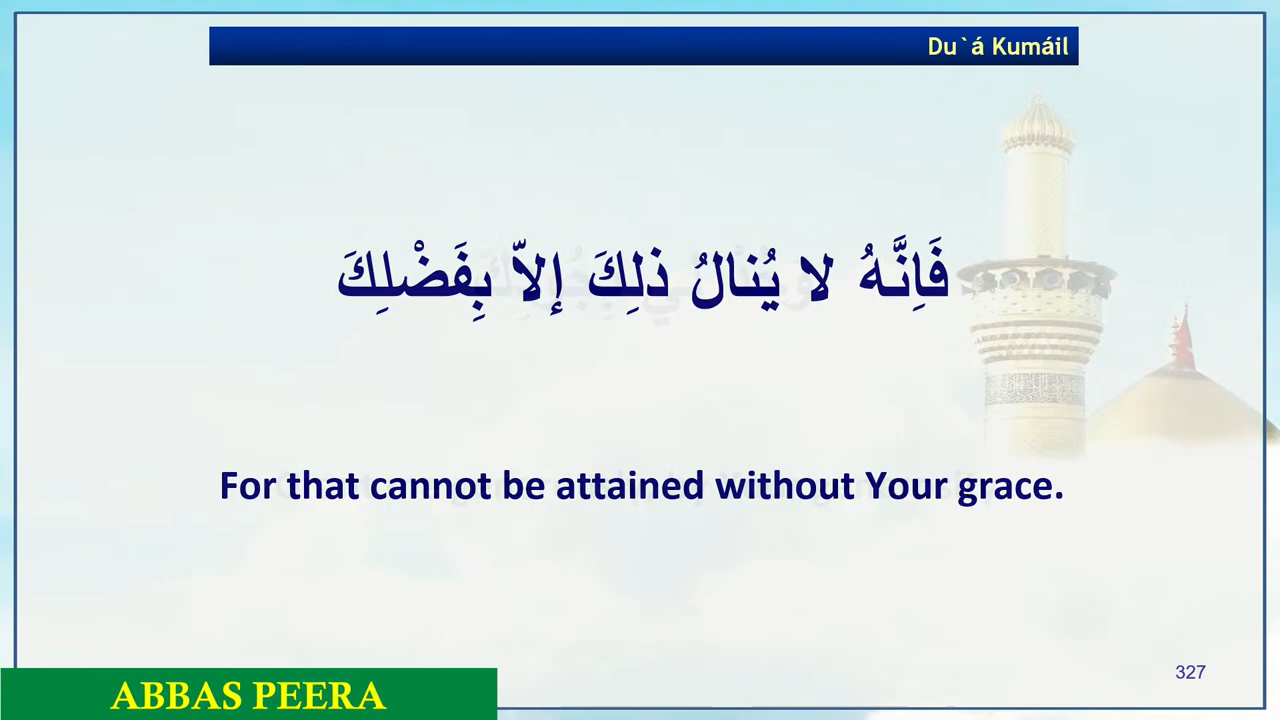 Du`á Kumáil
فَاِنَّهُ لا يُنالُ ذلِكَ إلاّ بِفَضْلِكَ
For that cannot be attained without Your grace.
327
ABBAS PEERA